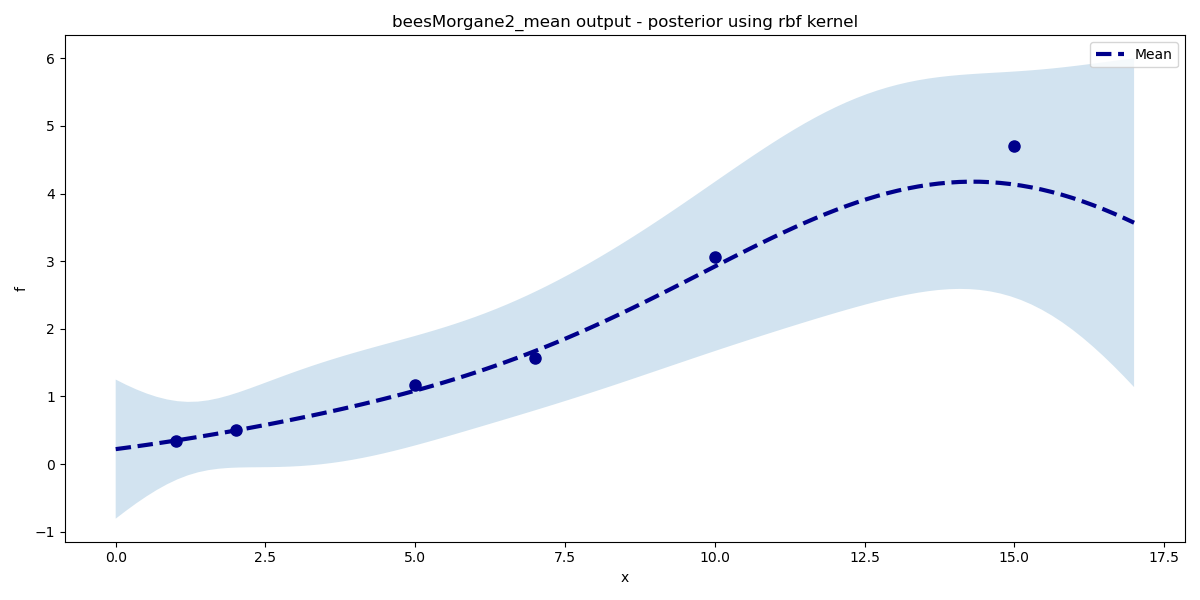 beesMorgane2_mean output - posterior using rbf kernel
Mean
f
6
5
4
3
2
1
0
−1
0.0 2.5 5.0 7.5 10.0 12.5 15.0 17.5
x